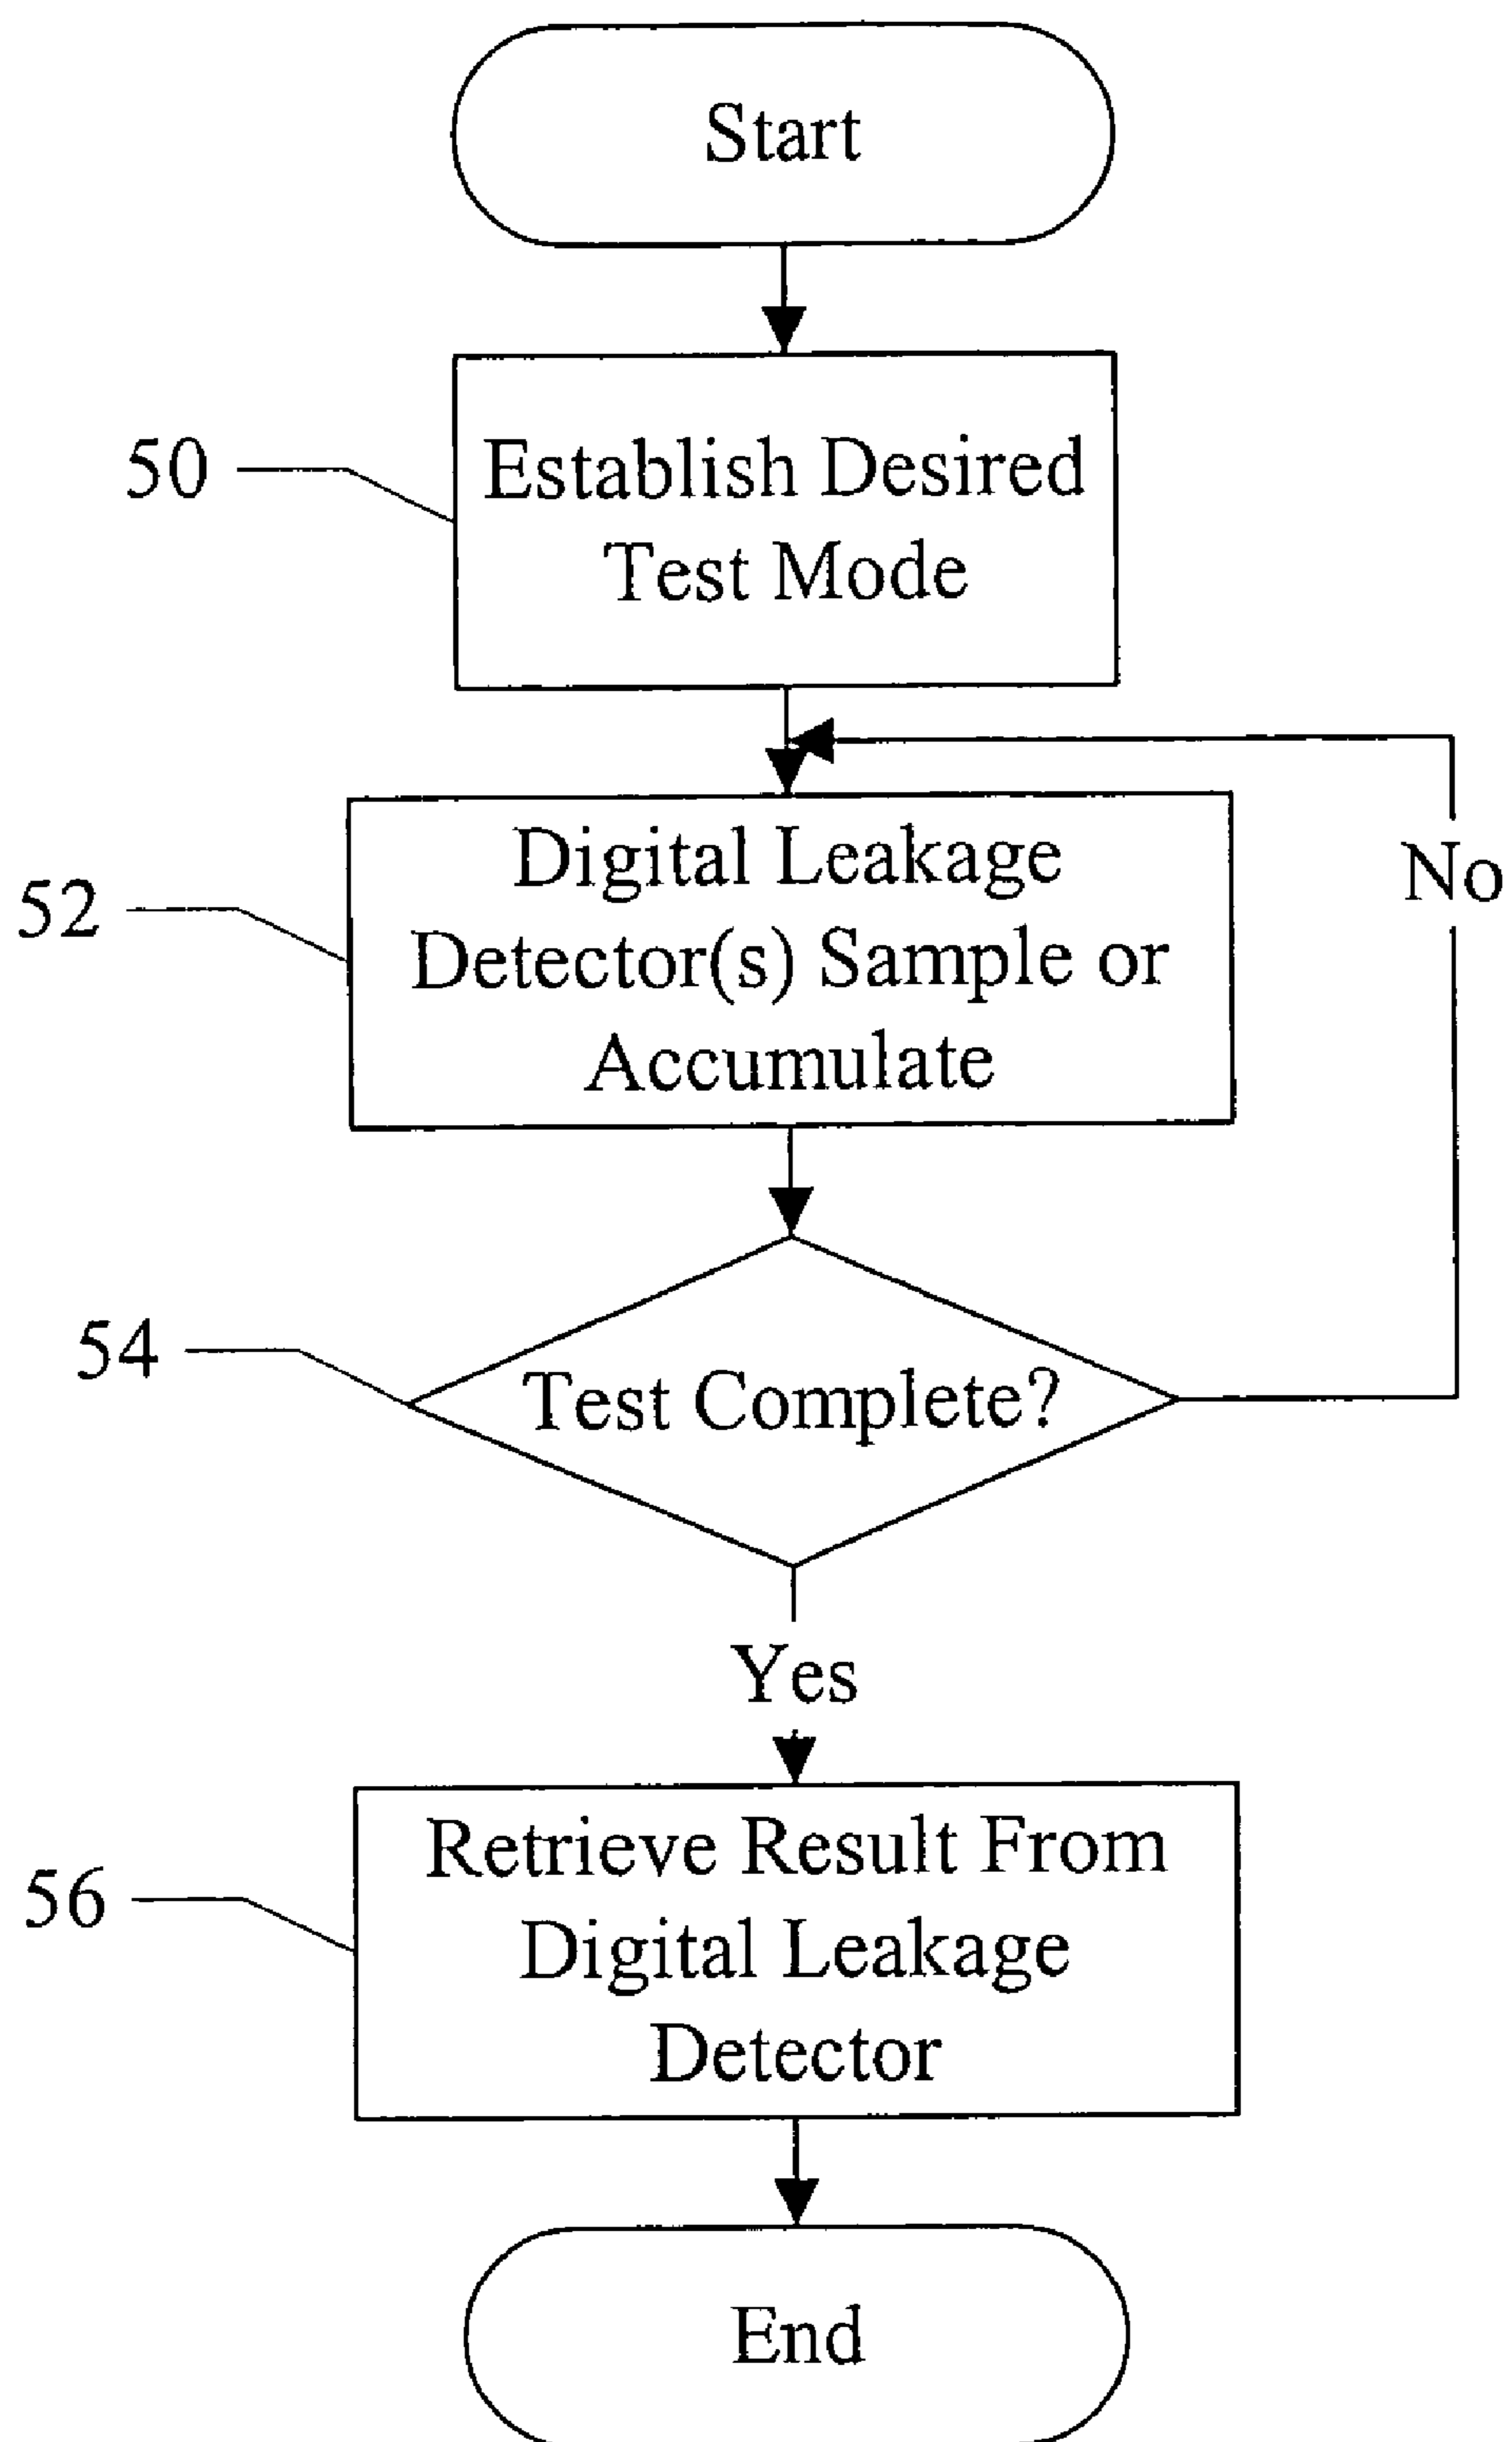 Start
50
Establish Desired
Test Mode
52
Digital Leakage
Detector(s) Sample or
Accumulate
No
54
Test Complete?
Yes
56
Retrieve Result From
Digital Leakage
Detector
End